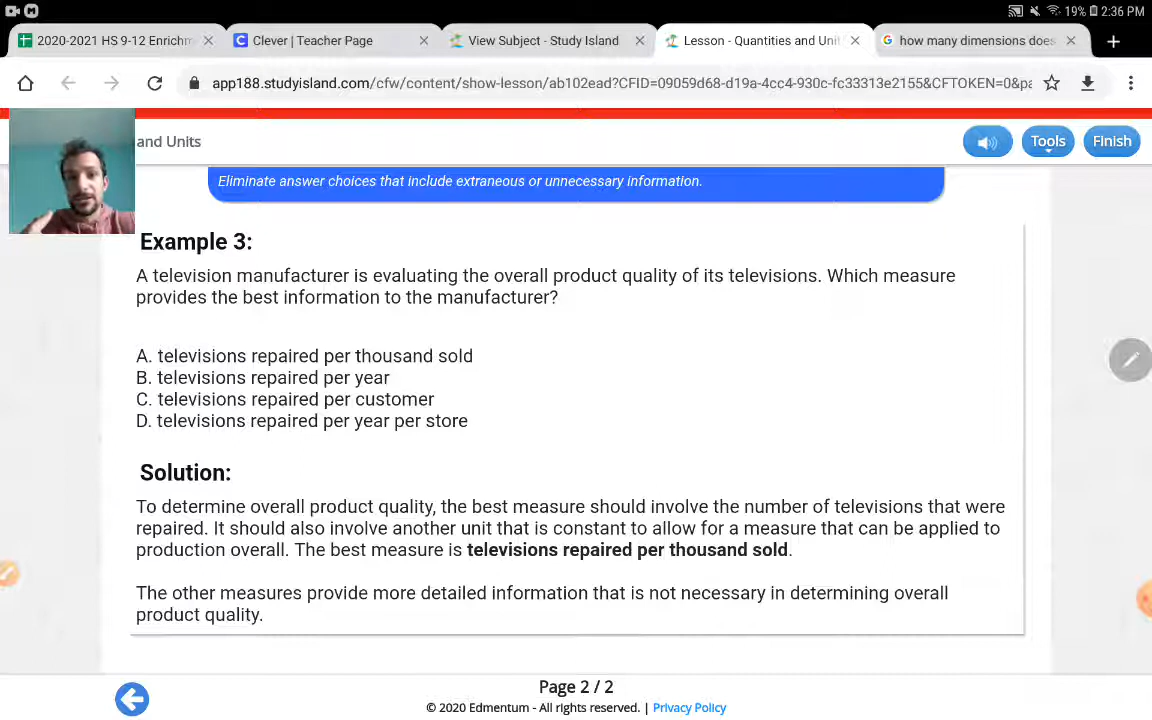 19% 2:36 PM
2020-2021 HS 9-12 Enrichm
Clever | Teacher Page
View Subject - Study Island
Lesson - Quantities and Unit
how many dimensions does
app188.studyisland.com/cfw/content/show-lesson/ab102ead?CFID=09059d68-d19a-4cc4-930c-fc33313e2155&CFTOKEN=0&pa
and Units
Tools
Finish
Eliminate answer choices that include extraneous or unnecessary information.
Example 3:
A television manufacturer is evaluating the overall product quality of its televisions. Which measure
provides the best information to the manufacturer?
A. televisions repaired per thousand sold
B. televisions repaired per year
C. televisions repaired per customer
D. televisions repaired per year per store
Solution:
To determine overall product quality, the best measure should involve the number of televisions that were
repaired. It should also involve another unit that is constant to allow for a measure that can be applied to
production overall. The best measure is televisions repaired per thousand sold.
The other measures provide more detailed information that is not necessary in determining overall
product quality.
Page 2 / 2
© 2020 Edmentum - All rights reserved. | Privacy Policy